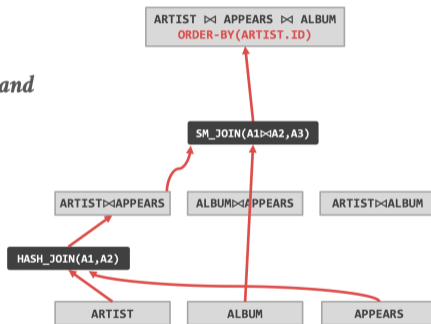 ARTIST ⋈ APPEARS ⋈ ALBUM
ORDER-BY(ARTIST.ID)
and
SM_JOIN(A1⋈A2,A3)
ARTIST⋈APPEARS
ALBUM⋈APPEARS
ARTIST⋈ALBUM
HASH_JOIN(A1,A2)
ARTIST
ALBUM
APPEARS